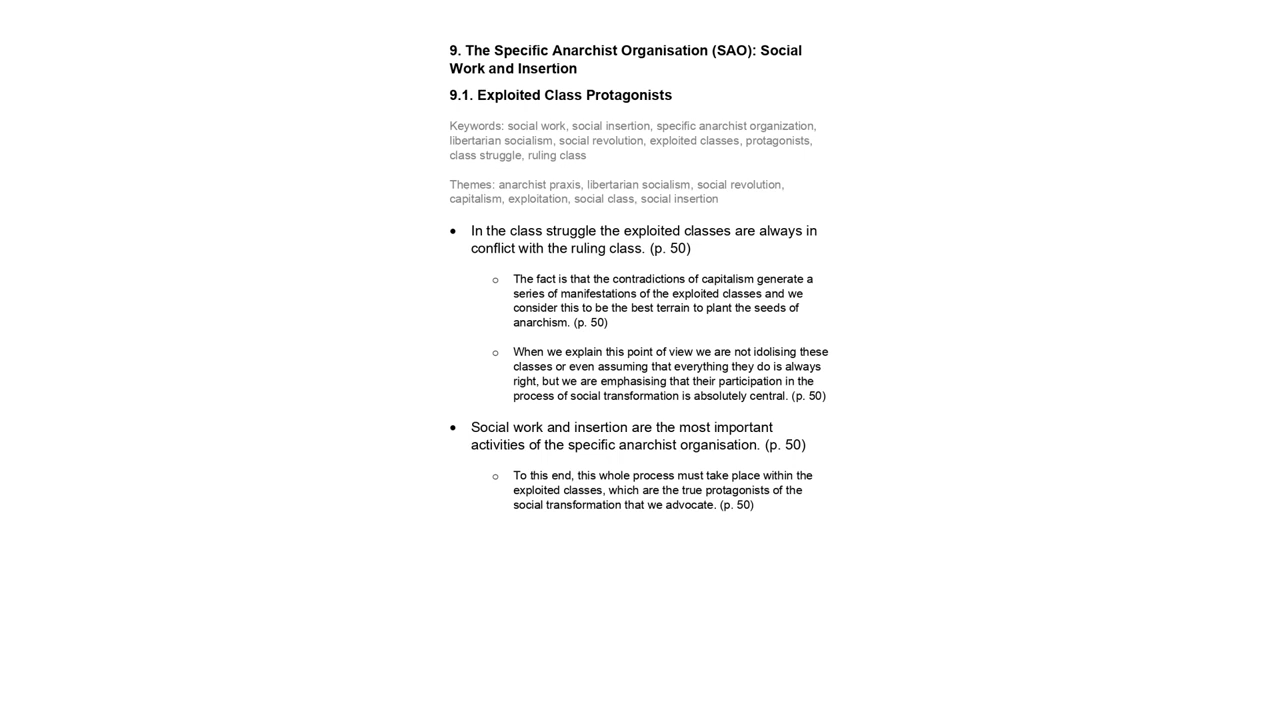 9. The Specific Anarchist Organisation (SAO): Social
Work and Insertion
9.1. Exploited Class Protagonists
Keywords: social work, social insertion, specific anarchist organization,
libertarian socialism, social revolution, exploited classes, protagonists,
class struggle, ruling class
Themes: anarchist praxis, libertarian socialism, social revolution,
capitalism, exploitation, social class, social insertion
• In the class struggle the exploited classes are always in
conflict with the ruling class. (p. 50)
o The fact is that the contradictions of capitalism generate a
series of manifestations of the exploited classes and we
consider this to be the best terrain to plant the seeds of
anarchism. (p. 50)
o When we explain this point of view we are not idolising these
classes or even assuming that everything they do is always
right, but we are emphasising that their participation in the
process of social transformation is absolutely central. (p. 50)
• Social work and insertion are the most important
activities of the specific anarchist organisation. (p. 50)
o To this end, this whole process must take place within the
exploited classes, which are the true protagonists of the
social transformation that we advocate. (p. 50)